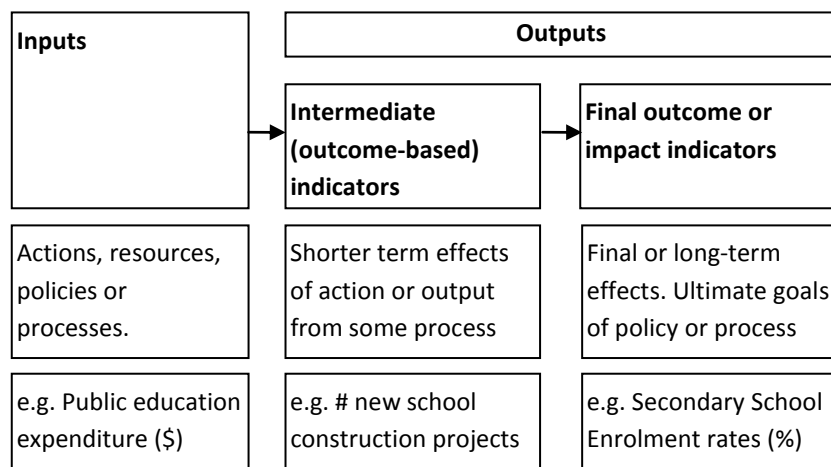 Inputs
Outputs
Intermediate
(outcome-based)
indicators
Final outcome or
impact indicators
Actions, resources,
policies or
processes.
Shorter term effects
of action or output
from some process
Final or long-term
effects. Ultimate goals
of policy or process
e.g. Public education
expenditure ($)
e.g. # new school
construction projects
e.g. Secondary School
Enrolment rates (%)